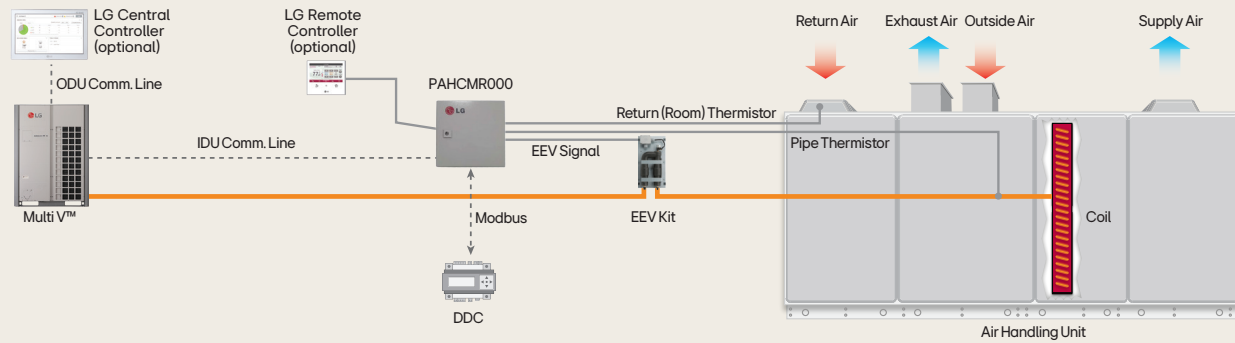 LG Central
Controller
(optional)
LG Remote
Controller
(optional)
Return Air
Exhaust Air
Outside Air
Supply Air
ODU Comm. Line
PAHCMR000
LG
LG
Return (Room) Thermistor
IDU Comm. Line
EEV Signal
Pipe Thermistor
Multi V™
Modbus
EEV Kit
Coil
DDC
Air Handling Unit